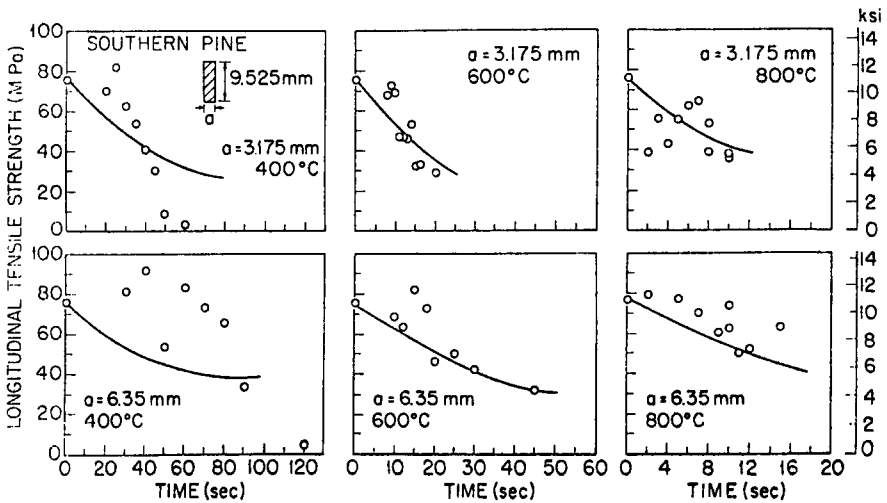 LONGITUDINAL TENSILE STRENGTH (MPa)
100
80
60
40
20
0
SOUTHERN PINE
9.525mm
a
a = 3.175 mm
400°C
a = 3.175 mm
600°C
a = 3.175 mm
800°C
ksi
14
12
10
8
6
4
2
0
100
80
60
40
20
0
a = 6.35 mm
400°C
a = 6.35 mm
600°C
a = 6.35 mm
800°C
14
12
10
8
6
4
2
0
0 20 40 60 80 100 120
0 10 20 30 40 50 60
0 4 8 12 16 20
TIME (sec)
TIME (sec)
TIME (sec)